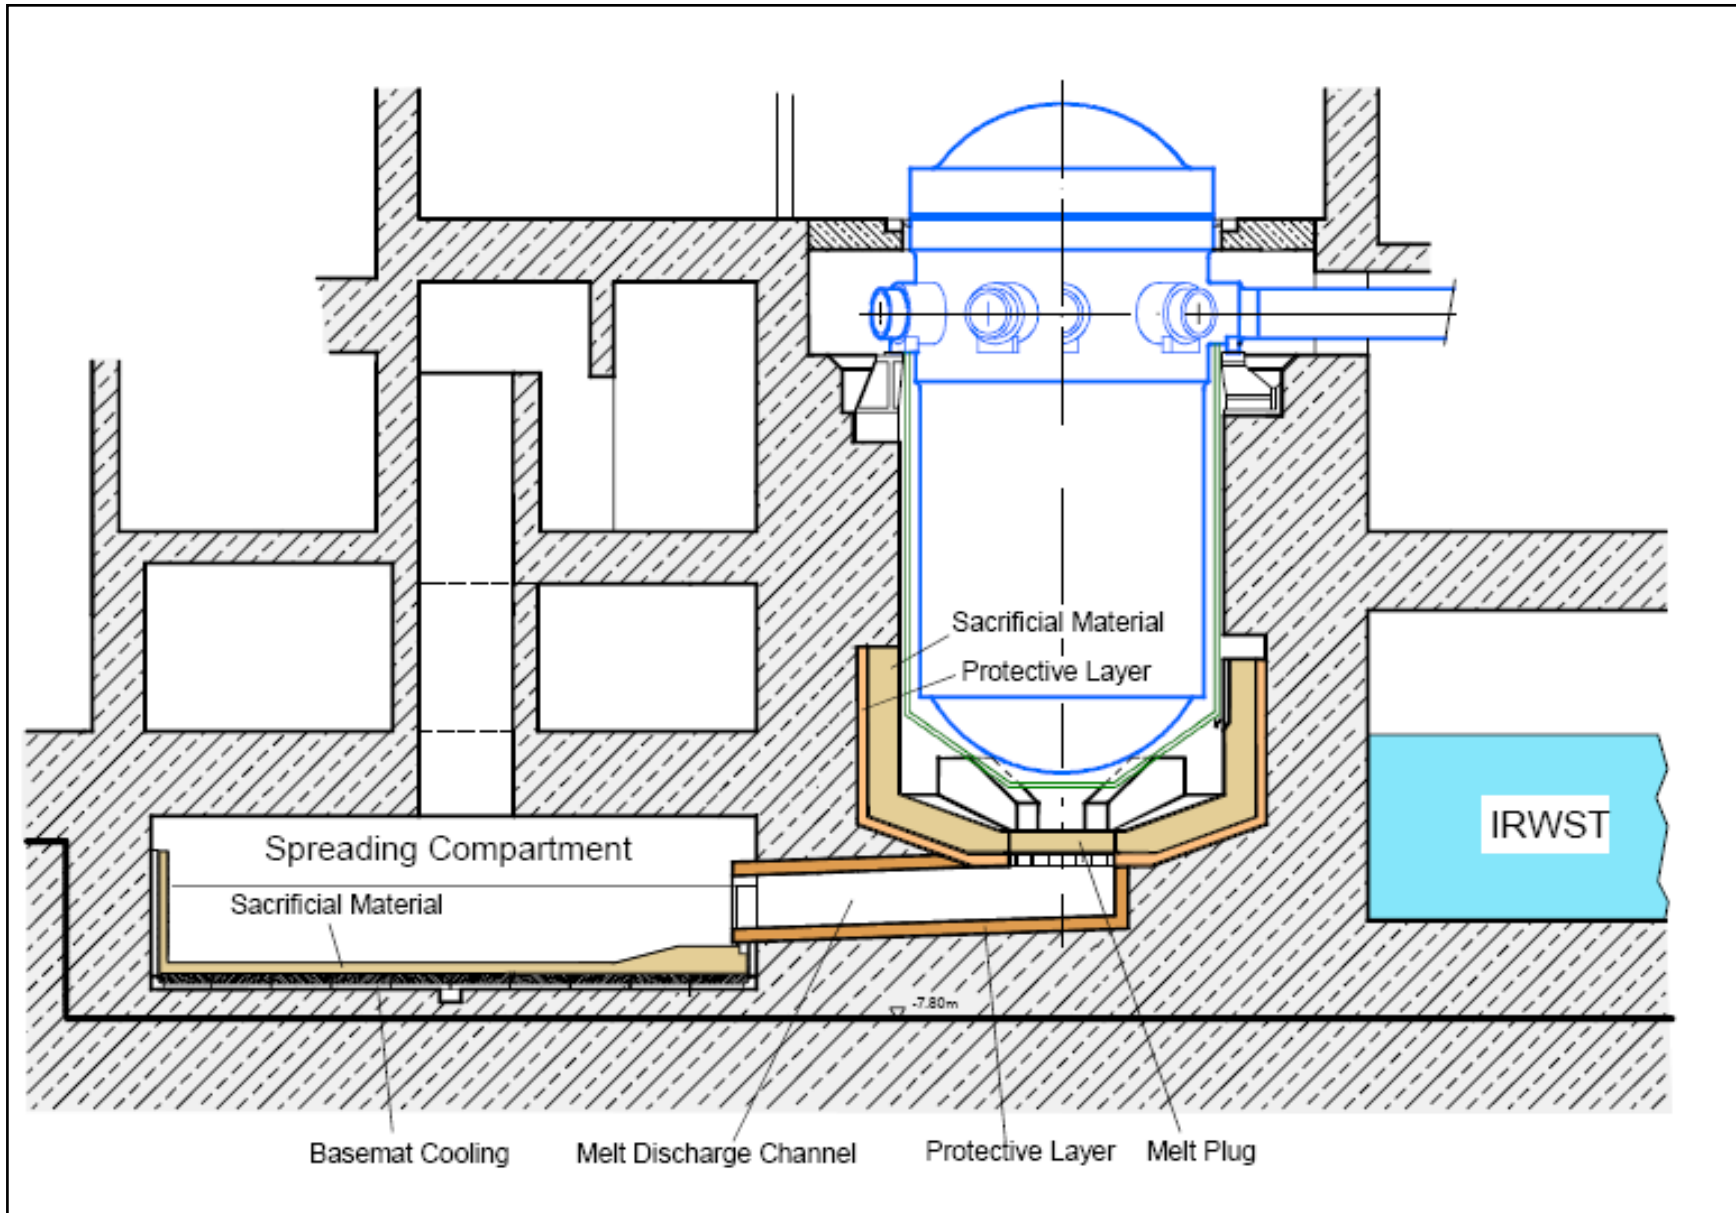 Sacrificial Material
Protective Layer
IRWST
Spreading Compartment
Sacrificial Material
-7.80m
Basemat Cooling
Melt Discharge Channel
Protective Layer
Melt Plug